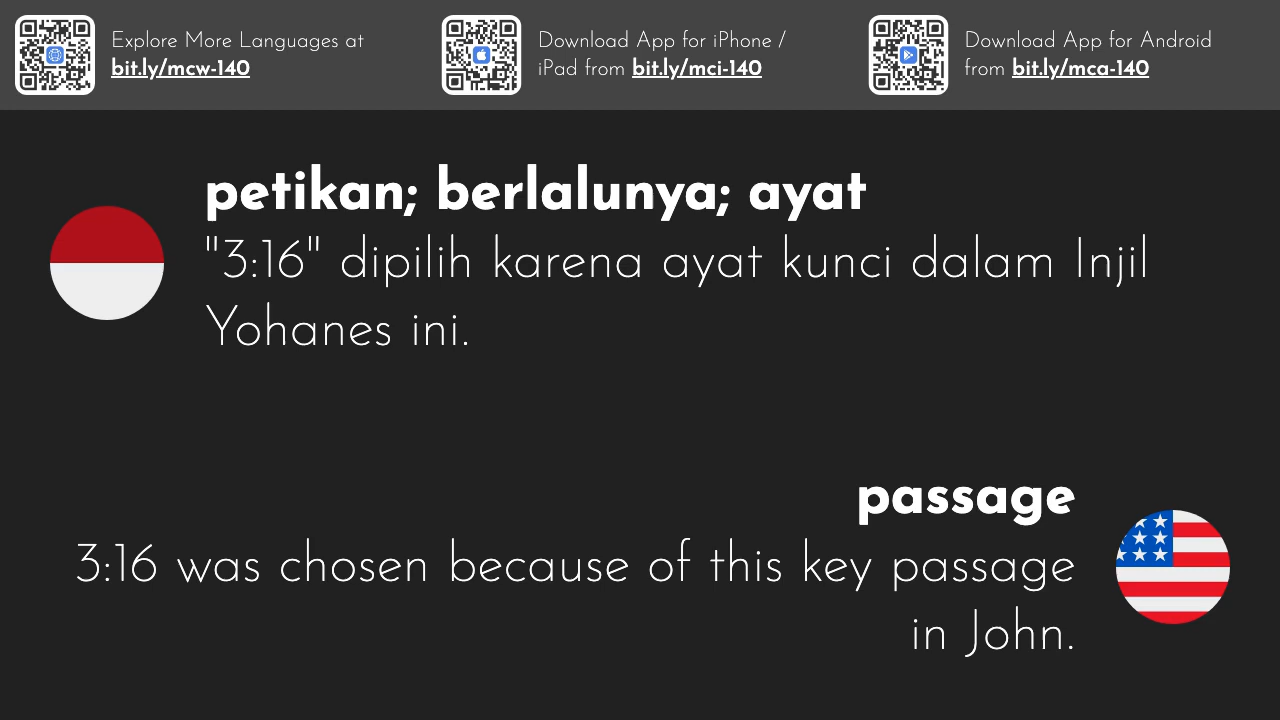 Explore More Languages at
bit.ly/mcw-140
Download App for iPhone /
iPad from bit.ly/mci-140
Download App for Android
from bit.ly/mca-140
petikan; berlalunya; ayat
"3:16" dipilih karena ayat kunci dalam Injil
Yohanes ini.
passage
3:16 was chosen because of this key passage
in John.